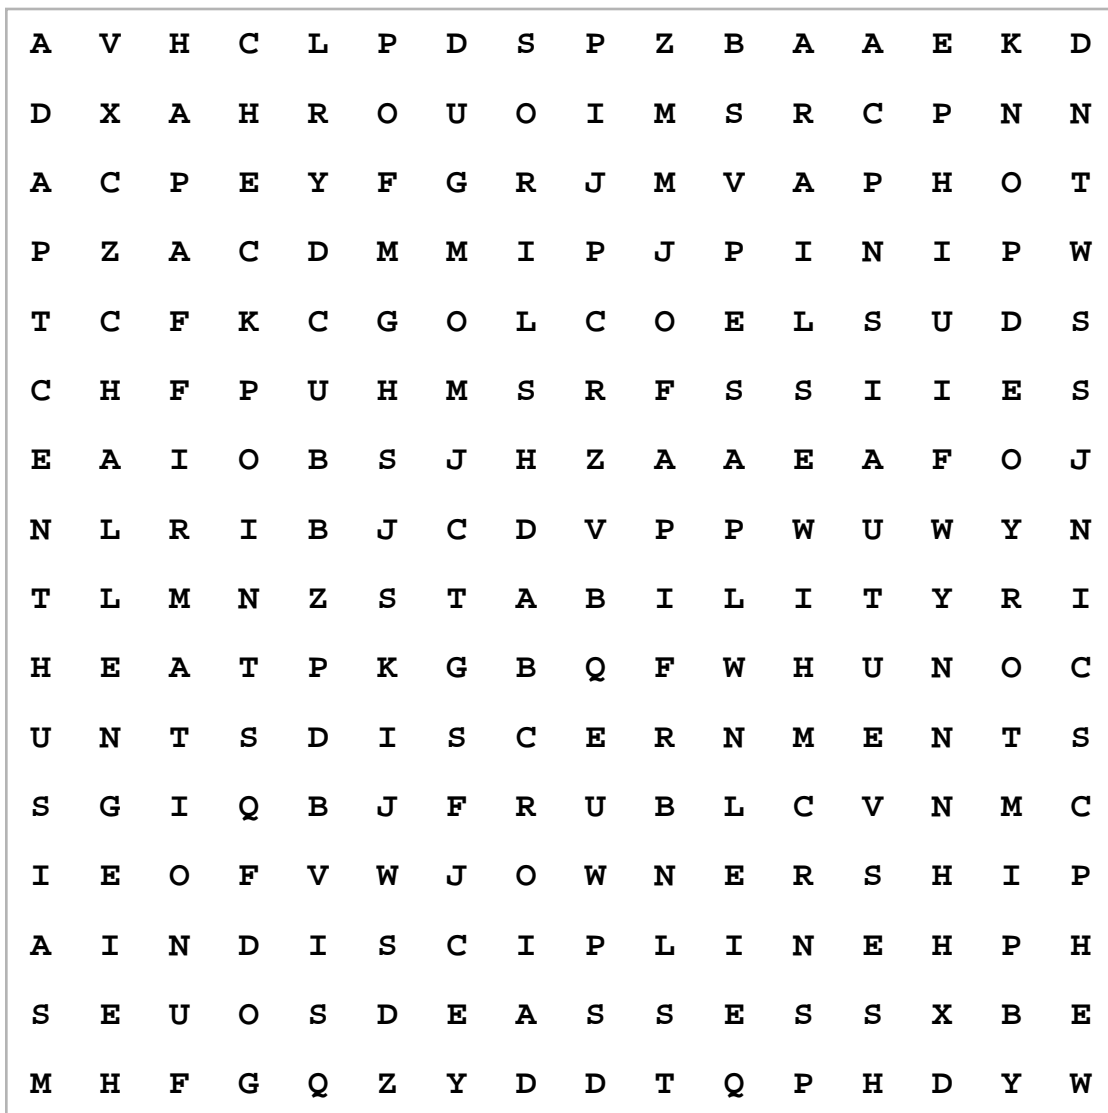 A V H C L P D S P Z B A A E K D
D X A H R O U O I M S R C P N N
A C P E Y F G R J M V A P H O T
P Z A C D M M I P J P I N I P W
T C F K C G O L C O E L S U D S
C H F P U H M S R F S S I I E S
E A I O B S J H Z A A E A F O J
N L R I B J C D V P P W U W Y N
T L M N Z S T A B I L I T Y R I
H E A T P K G B Q F W H U N O C
U N T S D I S C E R N M E N T S
S G I Q B J F R U B L C V N M C
I E O F V W J O W N E R S H I P
A I N D I S C I P L I N E H P H
S E U O S D E A S S E S S X B E
M H F G Q Z Y D D T Q P H D Y W